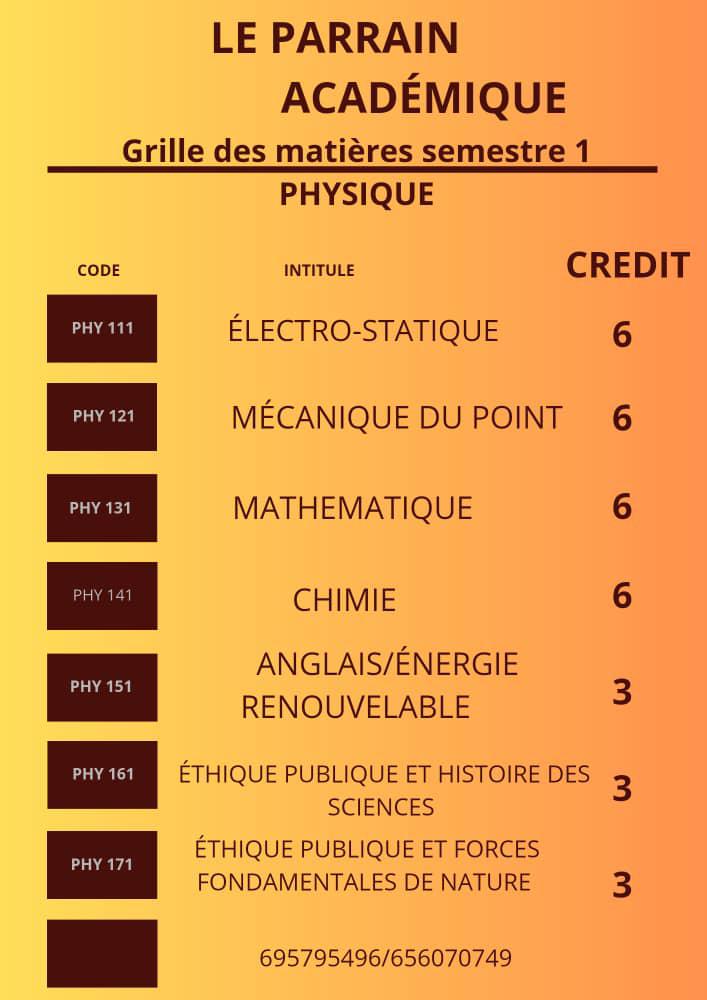 LE PARRAIN
ACADÉMIQUE
Grille des matières semestre 1
PHYSIQUE
CODE INTITULE CREDIT
PHY 111 ÉLECTRO-STATIQUE 6
PHY 121 MÉCANIQUE DU POINT 6
PHY 131 MATHEMATIQUE 6
PHY 141 CHIMIE 6
ANGLAIS/ÉNERGIE
PHY 151 RENOUVELABLE 3
PHY 161 ÉTHIQUE PUBLIQUE ET HISTOIRE DES
SCIENCES 3
ÉTHIQUE PUBLIQUE ET FORCES
PHY 171 FONDAMENTALES DE NATURE 3
695795496/656070749